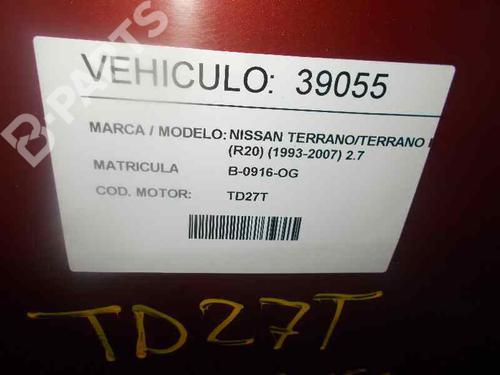 B-PARTS
VEHICULO: 39055
MARCA / MODELO: NISSAN TERRANO/TERRANO
(R20) (1993-2007) 2.7
MATRICULA B-0916-OG
COD. MOTOR: TD27T
TD27T